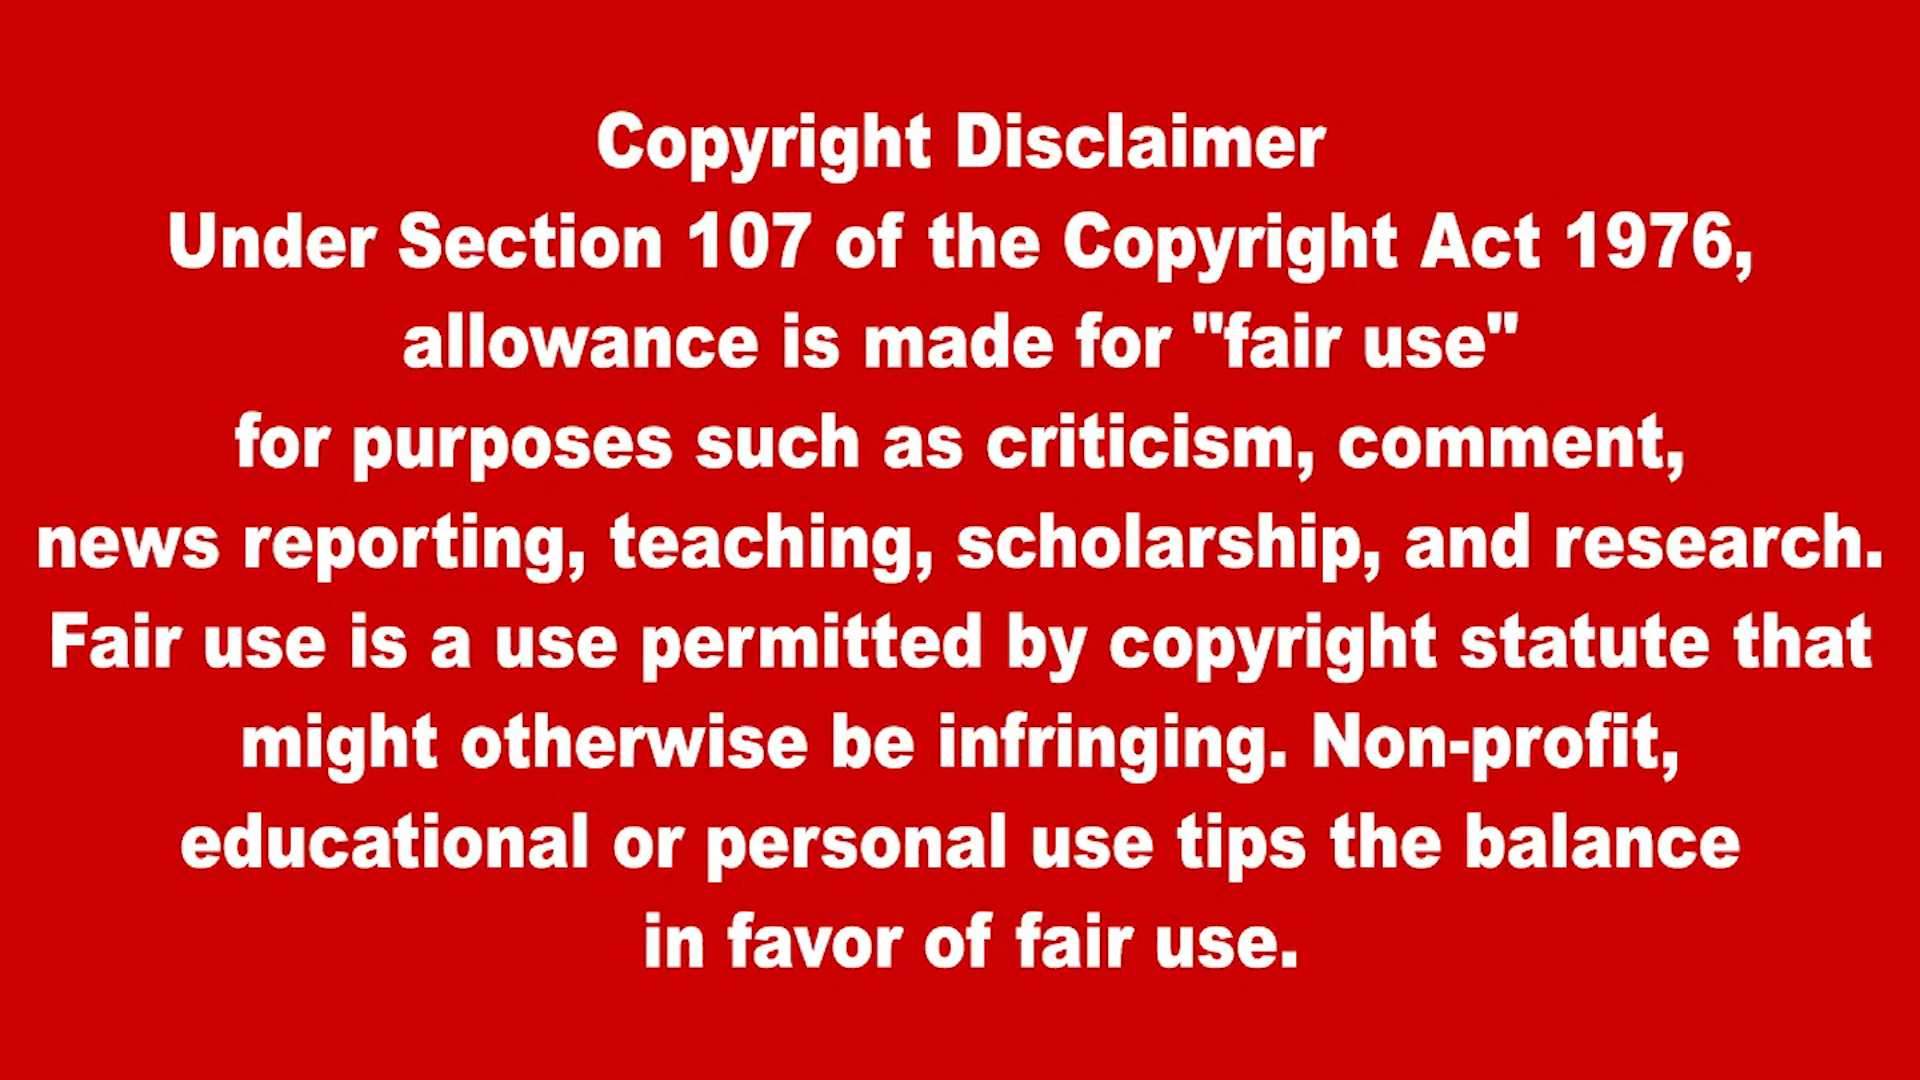 Copyright Disclaimer
Under Section 107 of the Copyright Act 1976,
allowance is made for "fair use"
for purposes such as criticism, comment,
news reporting, teaching, scholarship, and research.
Fair use is a use permitted by copyright statute that
might otherwise be infringing. Non-profit,
educational or personal use tips the balance
in favor of fair use.